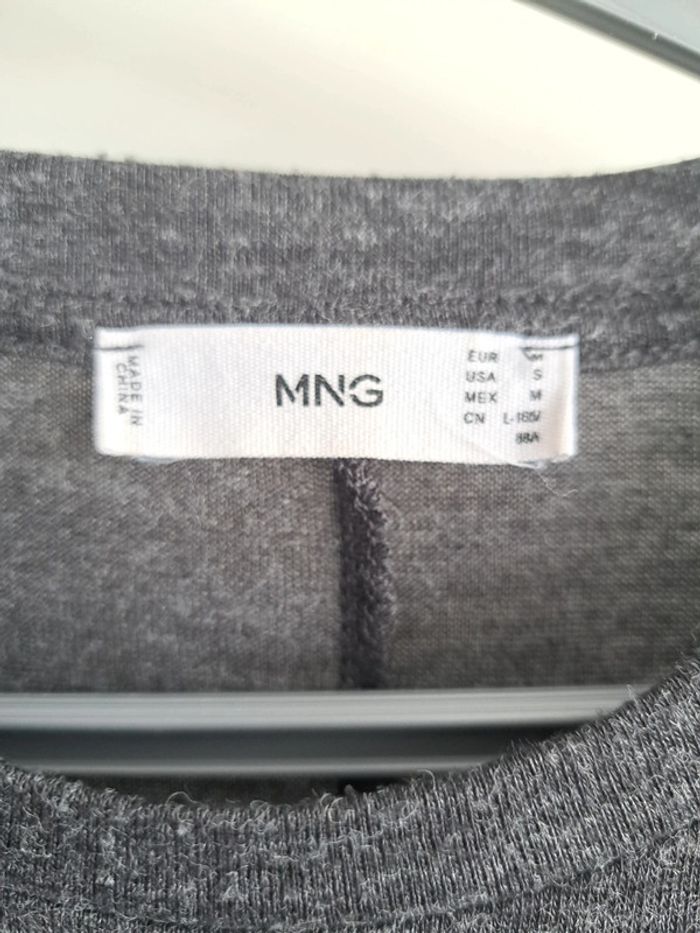 MADE IN
CHINA
MNG
EUR M
USA S
MEX M
CN L-165/
88A